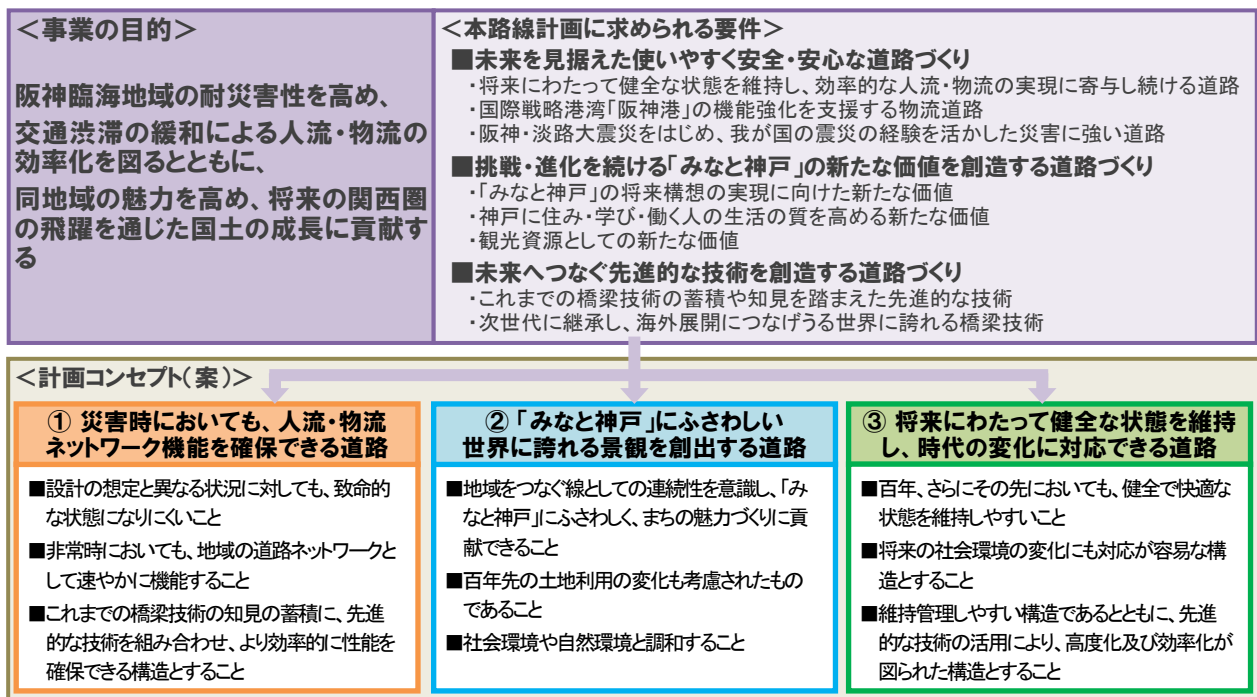 ＜事業の目的＞
阪神臨海地域の耐災害性を高め、
交通渋滞の緩和による人流・物流の
効率化を図るとともに、
同地域の魅力を高め、将来の関西圏
の飛躍を通じた国土の成長に貢献す
る
＜本路線計画に求められる要件＞
■未来を見据えた使いやすく安全・安心な道路づくり
・将来にわたって健全な状態を維持し、効率的な人流・物流の実現に寄与し続ける道路
・国際戦略港湾「阪神港」の機能強化を支援する物流道路
・阪神・淡路大震災をはじめ、我が国の震災の経験を活かした災害に強い道路
■挑戦・進化を続ける「みなと神戸」の新たな価値を創造する道路づくり
・「みなと神戸」の将来構想の実現に向けた新たな価値
・神戸に住み・学び・働く人の生活の質を高める新たな価値
・観光資源としての新たな価値
■未来へつなぐ先進的な技術を創造する道路づくり
・これまでの橋梁技術の蓄積や知見を踏まえた先進的な技術
・次世代に継承し、海外展開につなげうる世界に誇れる橋梁技術
＜計画コンセプト（案）＞
① 災害時においても、人流・物流
ネットワーク機能を確保できる道路
■設計の想定と異なる状況に対しても、致命的
な状態になりにくいこと
■非常時においても、地域の道路ネットワークと
して速やかに機能すること
■これまでの橋梁技術の知見の蓄積に、先進
的な技術を組み合わせ、より効率的に性能を
確保できる構造とすること
② 「みなと神戸」にふさわしい
世界に誇れる景観を創出する道路
■地域をつなぐ線としての連続性を意識し、「み
なと神戸」にふさわしく、まちの魅力づくりに貢
献できること
■百年先の土地利用の変化も考慮されたもの
であること
■社会環境や自然環境と調和すること
③ 将来にわたって健全な状態を維持
し、時代の変化に対応できる道路
■百年、さらにその先においても、健全で快適な
状態を維持しやすいこと
■将来の社会環境の変化にも対応が容易な構
造とすること
■維持管理しやすい構造であるとともに、先進
的な技術の活用により、高度化及び効率化が
図られた構造とすること